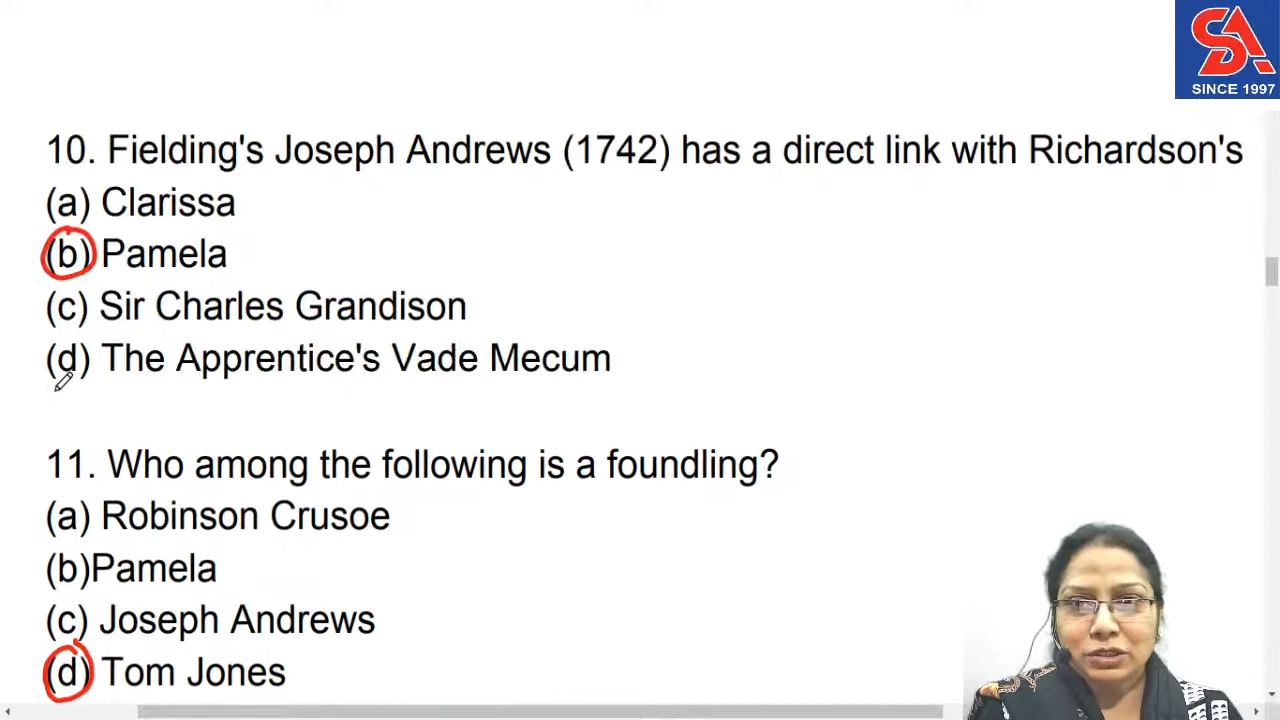 SA
SINCE 1997
10. Fielding's Joseph Andrews (1742) has a direct link with Richardson's
(a) Clarissa
(b) Pamela
(c) Sir Charles Grandison
(d) The Apprentice's Vade Mecum
11. Who among the following is a foundling?
(a) Robinson Crusoe
(b)Pamela
(c) Joseph Andrews
(d) Tom Jones